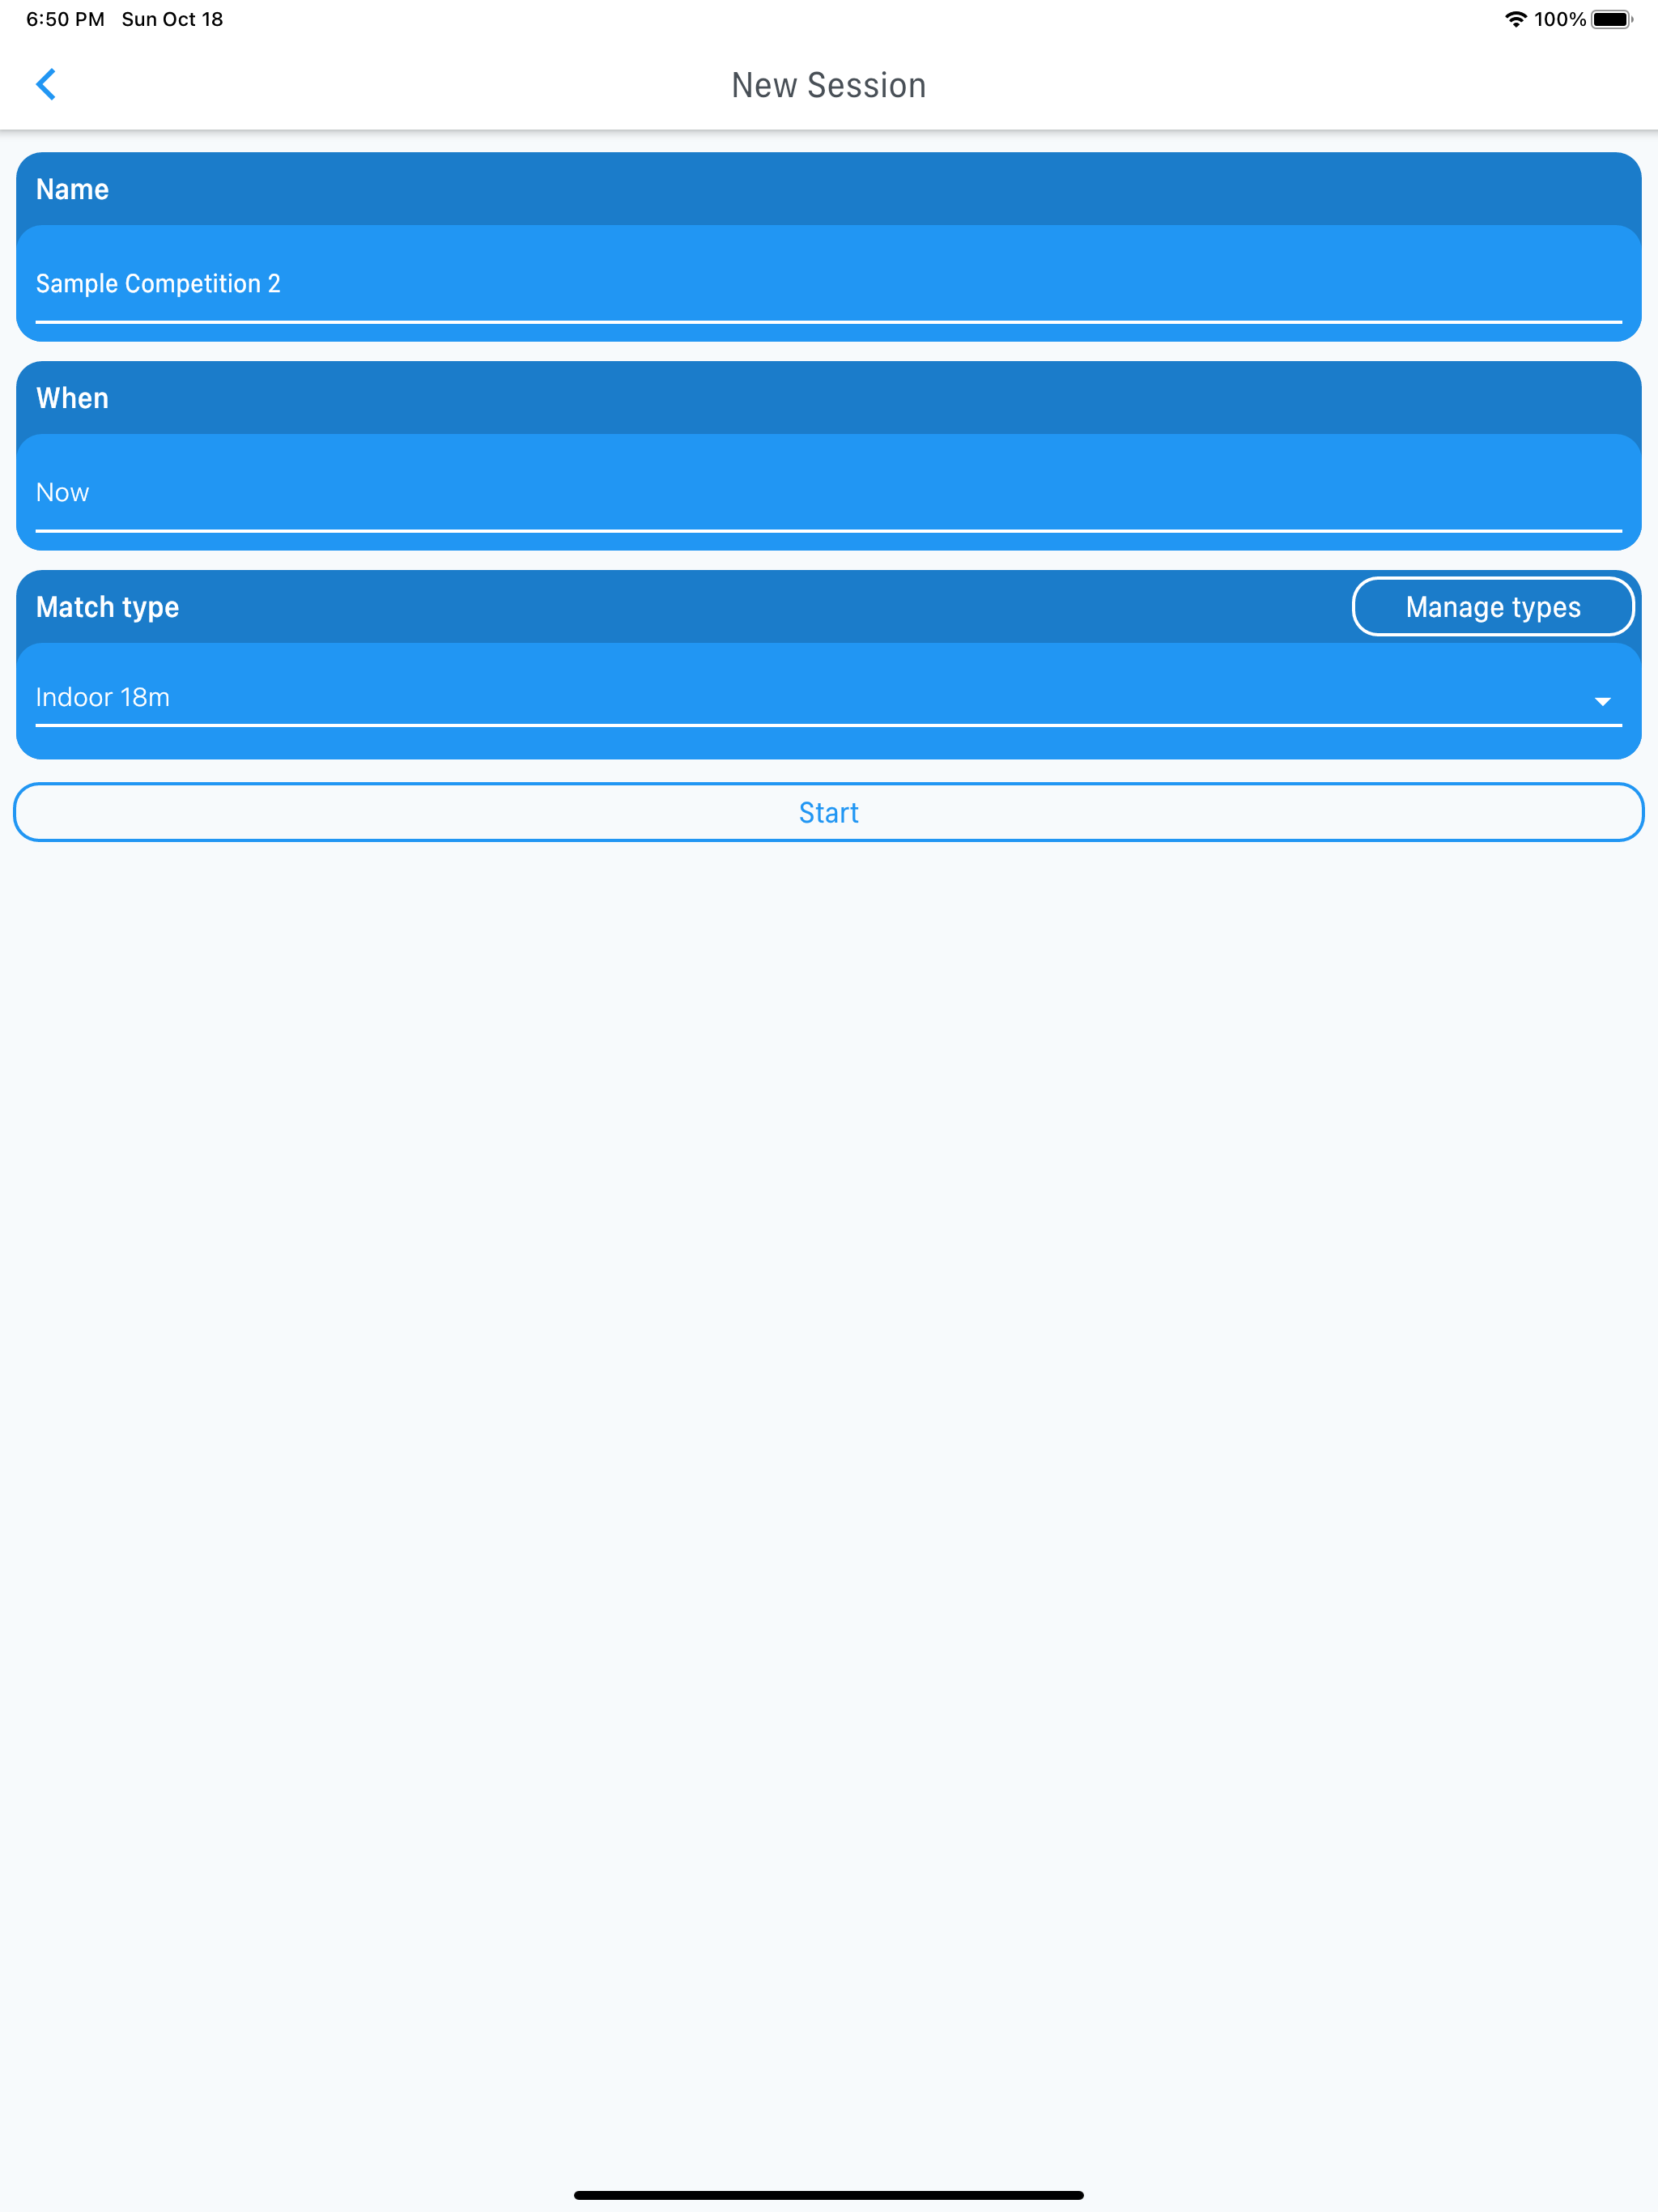 6:50 PM Sun Oct 18 100%
New Session
Name
Sample Competition 2
When
Now
Match type Manage types
Indoor 18m
Start